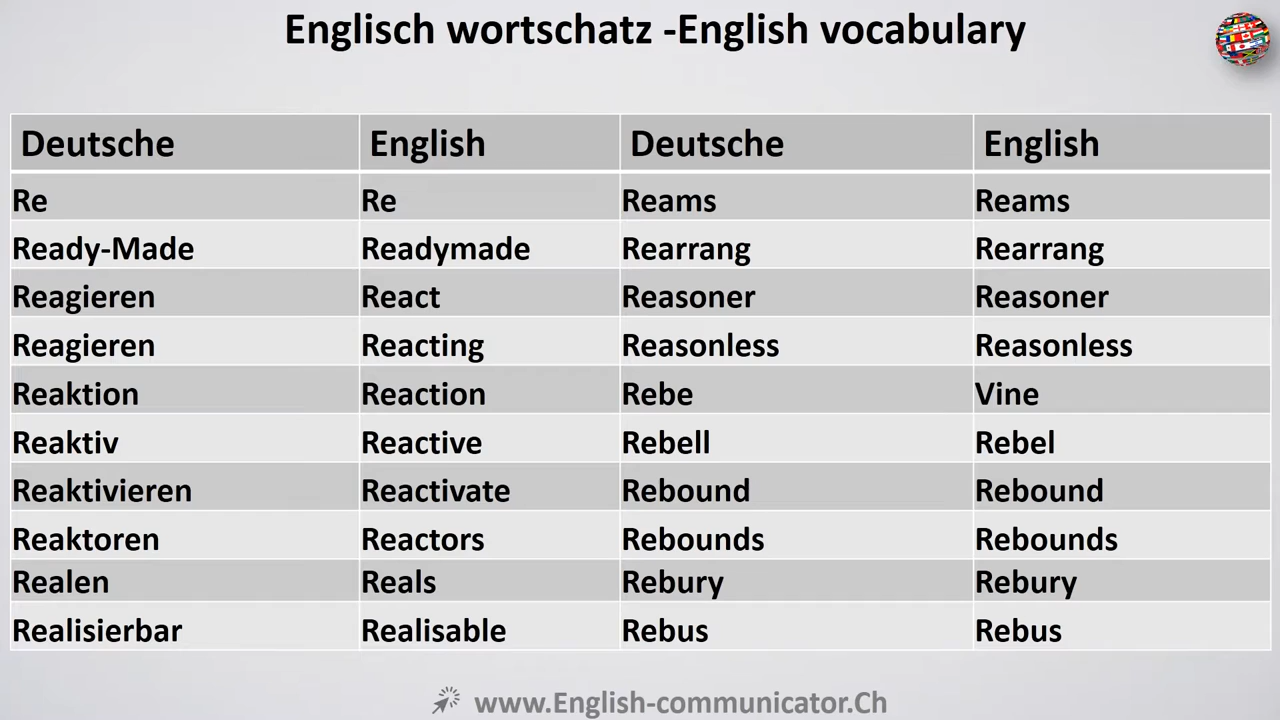 Englisch wortschatz -English vocabulary
Deutsche English Deutsche English
Re Re Reams Reams
Ready-Made Readymade Rearrang Rearrang
Reagieren React Reasoner Reasoner
Reagieren Reacting Reasonless Reasonless
Reaktion Reaction Rebe Vine
Reaktiv Reactive Rebell Rebel
Reaktivieren Reactivate Rebound Rebound
Reaktoren Reactors Rebounds Rebounds
Realen Reals Rebury Rebury
Realisierbar Realisable Rebus Rebus
www.English-communicator.Ch